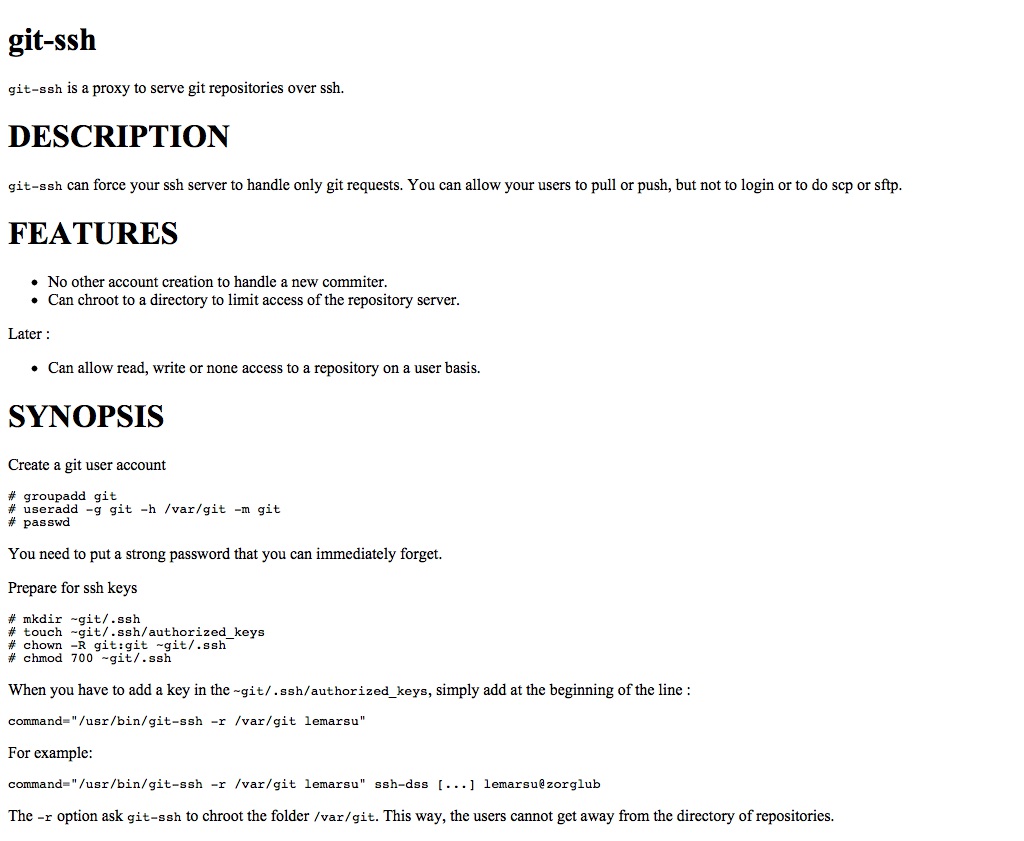 git-ssh
git-ssh is a proxy to serve git repositories over ssh.
DESCRIPTION
git-ssh can force your ssh server to handle only git requests. You can allow your users to pull or push, but not to login or to do scp or sftp.
FEATURES
• No other account creation to handle a new commiter.
• Can chroot to a directory to limit access of the repository server.
Later :
• Can allow read, write or none access to a repository on a user basis.
SYNOPSIS
Create a git user account
# groupadd git
# useradd -g git -h /var/git -m git
# passwd
You need to put a strong password that you can immediately forget.
Prepare for ssh keys
# mkdir ~git/.ssh
# touch ~git/.ssh/authorized_keys
# chown -R git:git ~git/.ssh
# chmod 700 ~git/.ssh
When you have to add a key in the ~git/.ssh/authorized_keys, simply add at the beginning of the line :
command="/usr/bin/git-ssh -r /var/git lemarsu"
For example:
command="/usr/bin/git-ssh -r /var/git lemarsu" ssh-dss [...] lemarsu@zorglub
The -r option ask git-ssh to chroot the folder /var/git. This way, the users cannot get away from the directory of repositories.